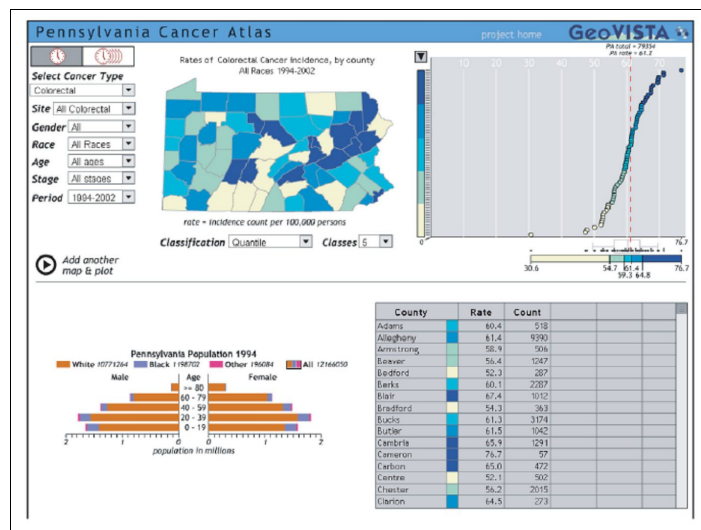 Pennsylvania Cancer Atlas
project home
GeoVISTA
PA total = 79354
PA rate = 61.2
Select Cancer Type
Colorectal
Site All Colorectal
Gender All
Race All Races
Age All ages
Stage All stages
Period 1994-2002
Rates of Colorectal Cancer Incidence, by county
All Races 1994-2002
rate = incidence count per 100,000 persons
Classification Quantile Classes 5
10 20 30 40 50 60 70
0 76.7
30.6 54.7 61.4 76.7
59.3 64.8
Add another
map & plot
Pennsylvania Population 1994
White 10771264 Black 1198702 Other 196084 All 12166050
Male Age Female
>= 80
60 - 79
40 - 59
20 - 39
0 - 19
2 1 0 0 1 2
population in millions
County Rate Count
Adams 60.4 518
Allegheny 61.4 9390
Armstrong 58.9 506
Beaver 56.4 1247
Bedford 52.3 287
Berks 60.1 2287
Blair 67.4 1012
Bradford 54.3 363
Bucks 61.3 3174
Butler 61.5 1042
Cambria 65.9 1291
Cameron 76.7 57
Carbon 65.0 472
Centre 52.1 502
Chester 56.2 2015
Clarion 64.5 273